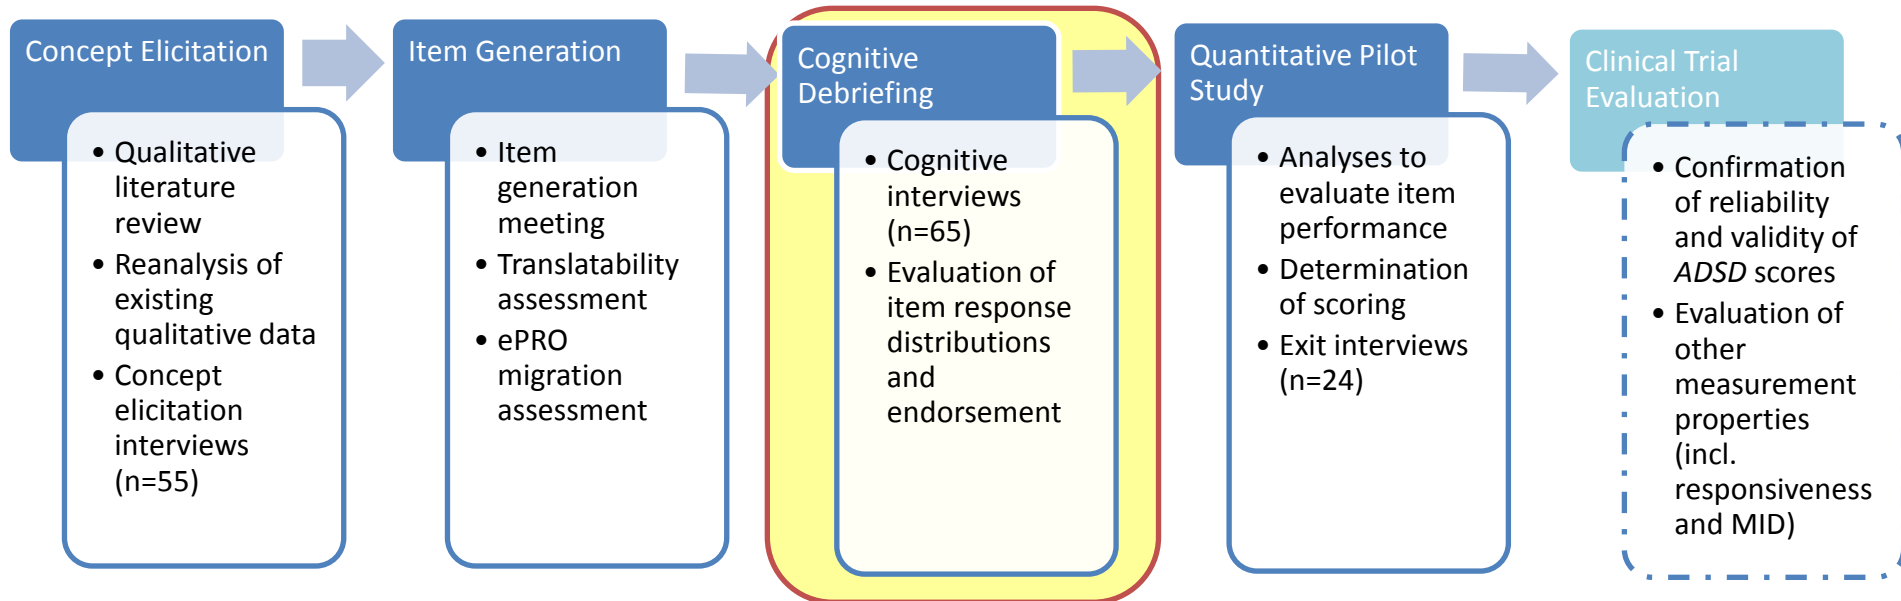 Concept Elicitation
• Qualitative
literature
review
• Reanalysis of
existing
qualitative data
• Concept
elicitation
interviews
(n=55)
Item Generation
• Item
generation
meeting
• Translatability
assessment
• ePRO
migration
assessment
Cognitive
Debriefing
• Cognitive
interviews
(n=65)
• Evaluation of
item response
distributions
and
endorsement
Quantitative Pilot
Study
• Analyses to
evaluate item
performance
• Determination
of scoring
• Exit interviews
(n=24)
Clinical Trial
Evaluation
• Confirmation
of reliability
and validity of
ADSD scores
• Evaluation of
other
measurement
properties
(incl.
responsiveness
and MID)